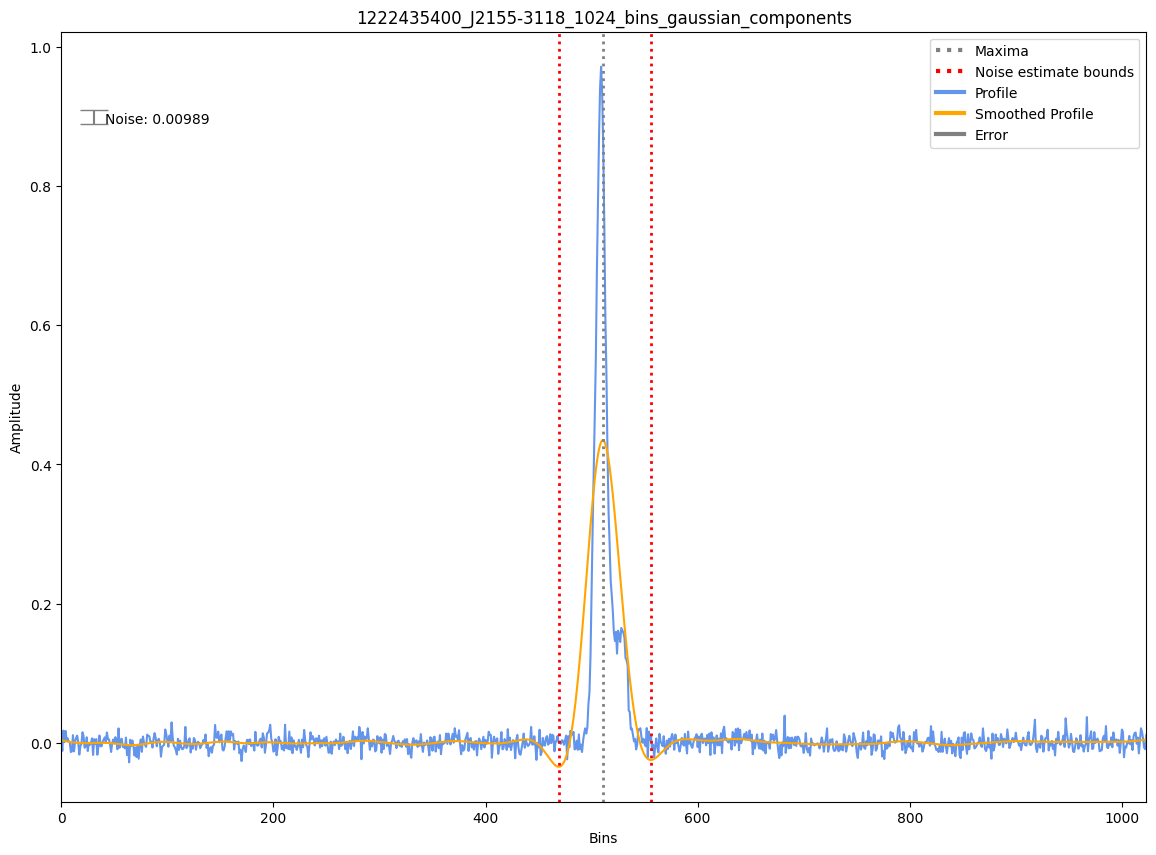 1222435400_J2155-3118_1024_bins_gaussian_components
Maxima
Noise estimate bounds
Profile
Smoothed Profile
Error
Noise: 0.00989
1.0
0.8
0.6
0.4
0.2
0.0
Amplitude
0 200 400 600 800 1000
Bins